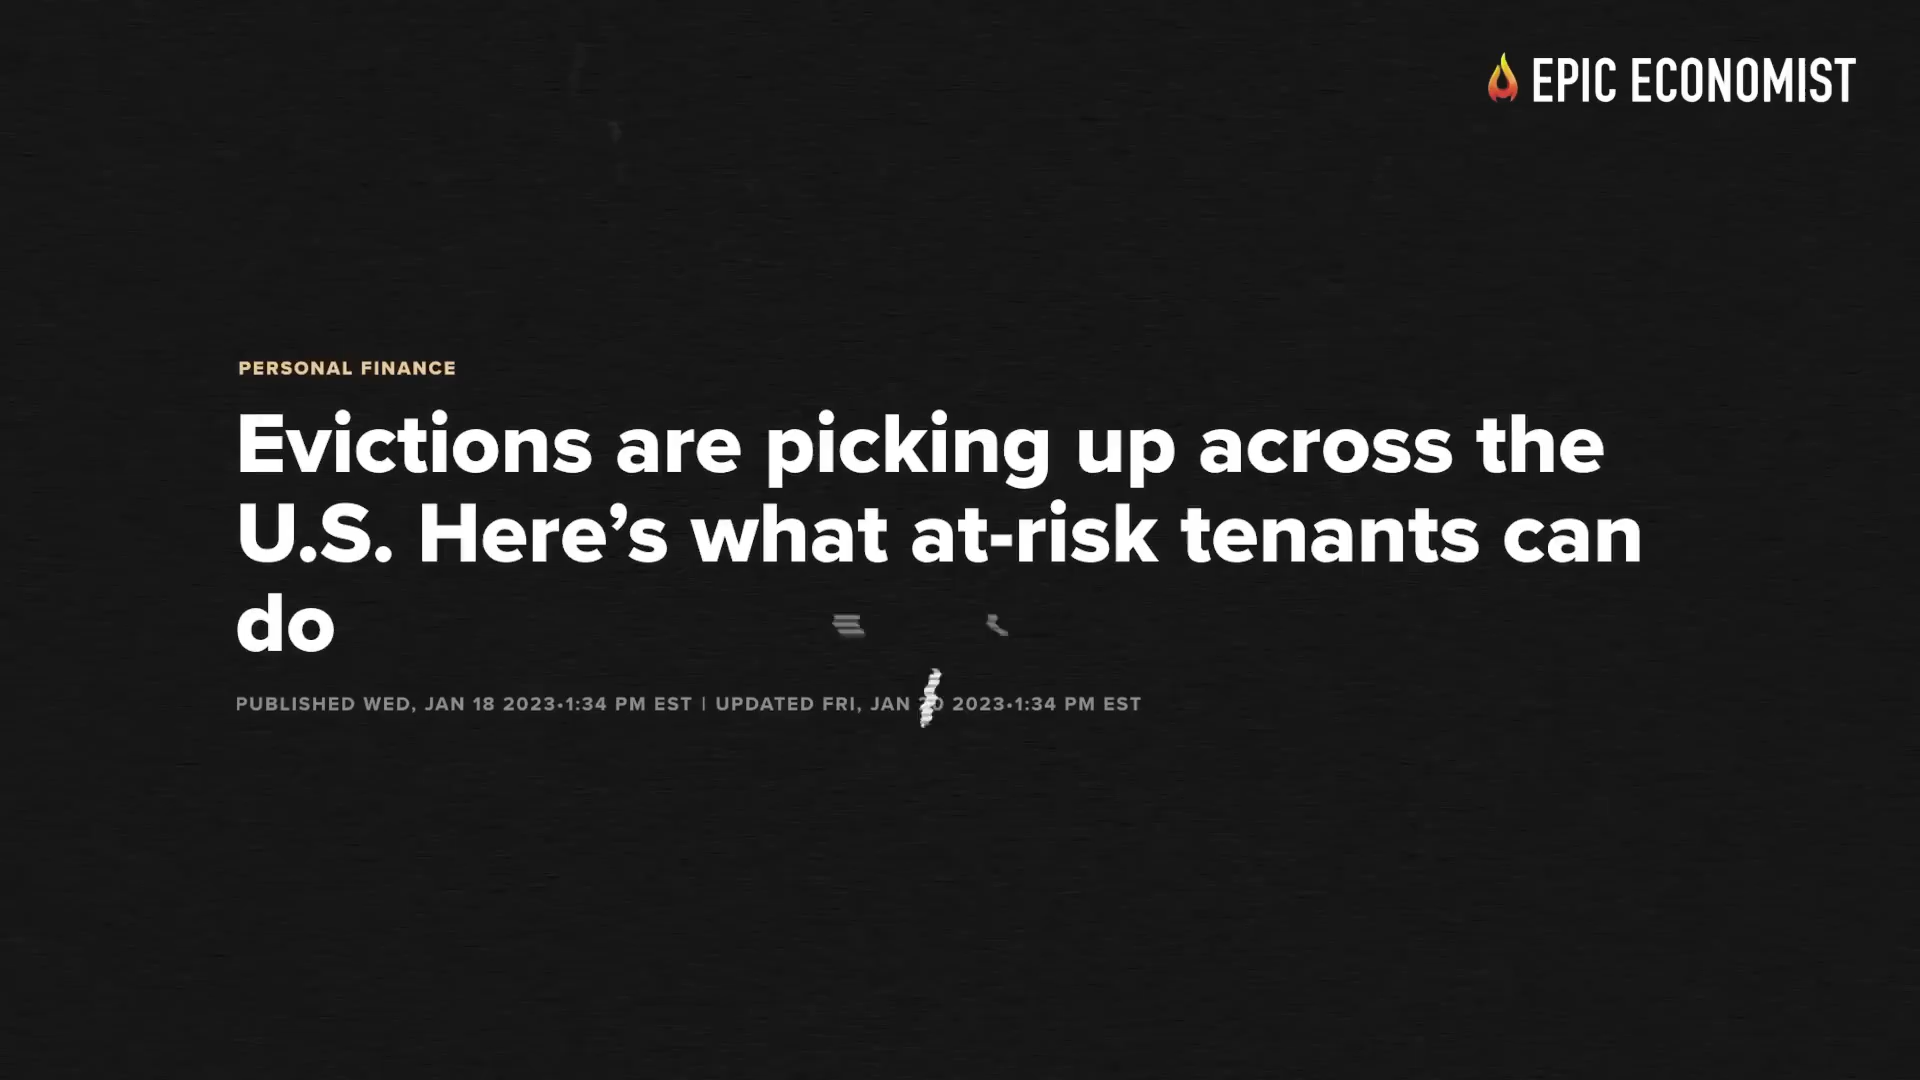 EPIC ECONOMIST
PERSONAL FINANCE
Evictions are picking up across the
U.S. Here’s what at-risk tenants can
do
PUBLISHED WED, JAN 18 2023•1:34 PM EST | UPDATED FRI, JAN 20 2023•1:34 PM EST